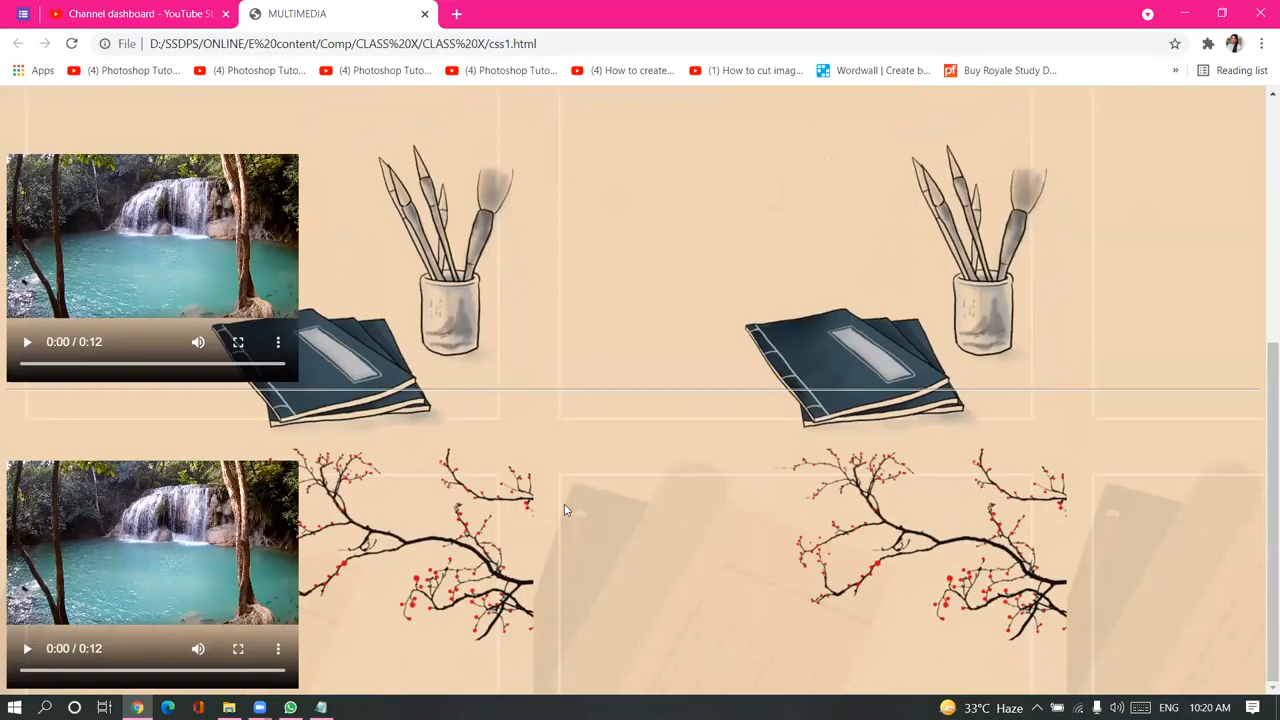 Channel dashboard - YouTube St
MULTIMEDIA
File
D:/SSDPS/ONLINE/E%20content/Comp/CLASS%20X/CLASS%20X/css1.html
Apps
(4) Photoshop Tuto...
(4) Photoshop Tuto...
(4) Photoshop Tuto...
(4) Photoshop Tuto...
(4) How to create...
(1) How to cut imag...
Wordwall | Create b...
Buy Royale Study D...
»
Reading list
0:00 / 0:12
0:00 / 0:12
33°C Haze
ENG
10:20 AM